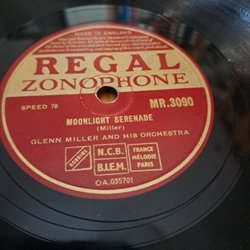 MADE IN ENGLAND
REGAL
ZONOPHONE
SPEED 78
MR.3090
MOONLIGHT SERENADE
(Miller)
GLENN MILLER AND HIS ORCHESTRA
ROBBINS
N.C.B.
B.I.E.M.
FRANCE
MÉLODIE
PARIS
OA.035701